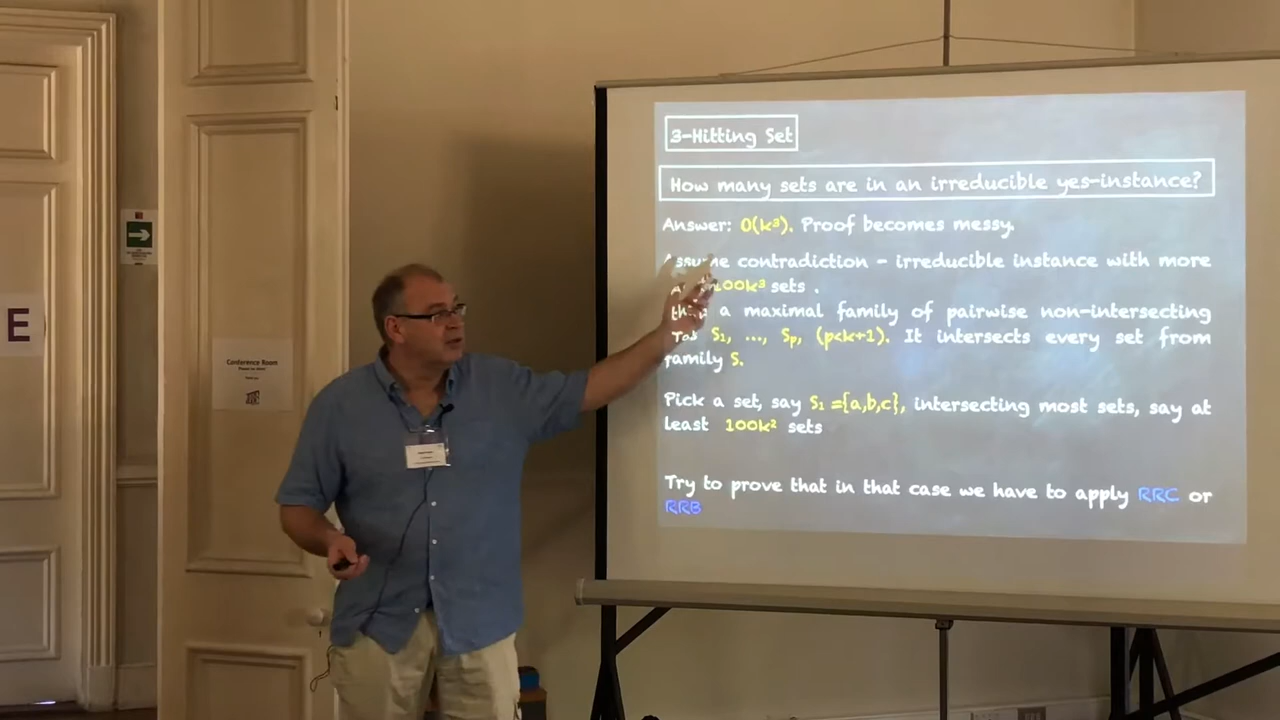 3-Hitting Set
How many sets are in an irreducible yes-instance?
Answer: O(k³). Proof becomes messy.
Assume contradiction - irreducible instance with more
100k³ sets .
a maximal family of pairwise non-intersecting
S₁, ..., Sₚ, (p<k+1). It intersects every set from
family S.
Pick a set, say S₁ ={a,b,c}, intersecting most sets, say at
least 100k² sets
Try to prove that in that case we have to apply RRC or
RRB
E
Conference Room